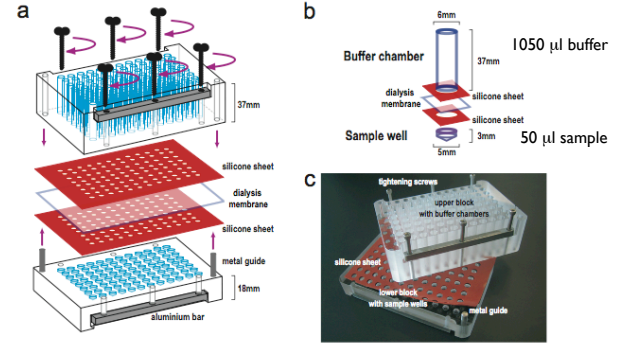 a
37mm
silicone sheet
dialysis
membrane
silicone sheet
metal guide
18mm
aluminium bar
b
6mm
Buffer chamber
1050 µl buffer
37mm
dialysis
membrane
silicone sheet
silicone sheet
Sample well
3mm
50 µl sample
5mm
c
tightening screws
upper block
with buffer chambers
silicone sheet
lower block
with sample wells
metal guide